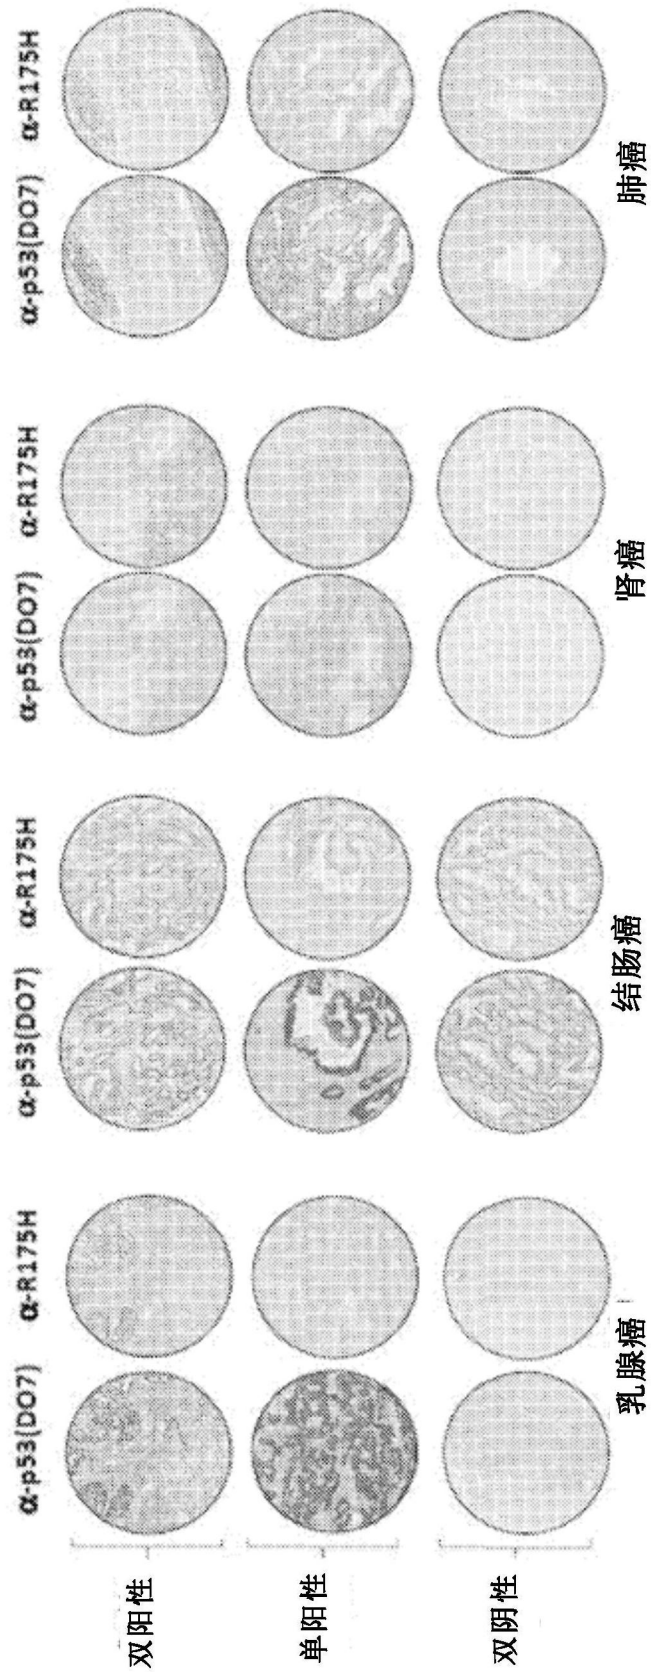 α-p53(DO7)
α-R175H
α-p53(DO7)
α-R175H
α-p53(DO7)
α-R175H
α-p53(DO7)
α-R175H
双阳性
单阳性
双阴性
乳腺癌
结肠癌
肾癌
肺癌